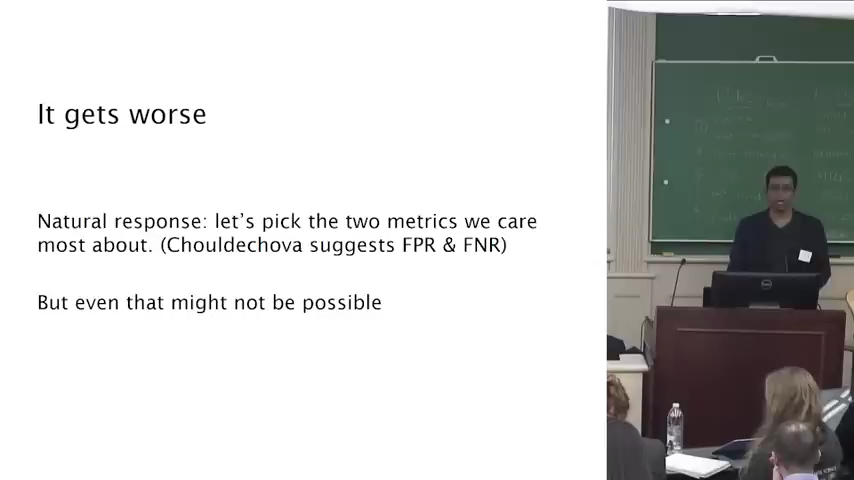 It gets worse
Natural response: let's pick the two metrics we care
most about. (Chouldechova suggests FPR & FNR)
But even that might not be possible
DELL